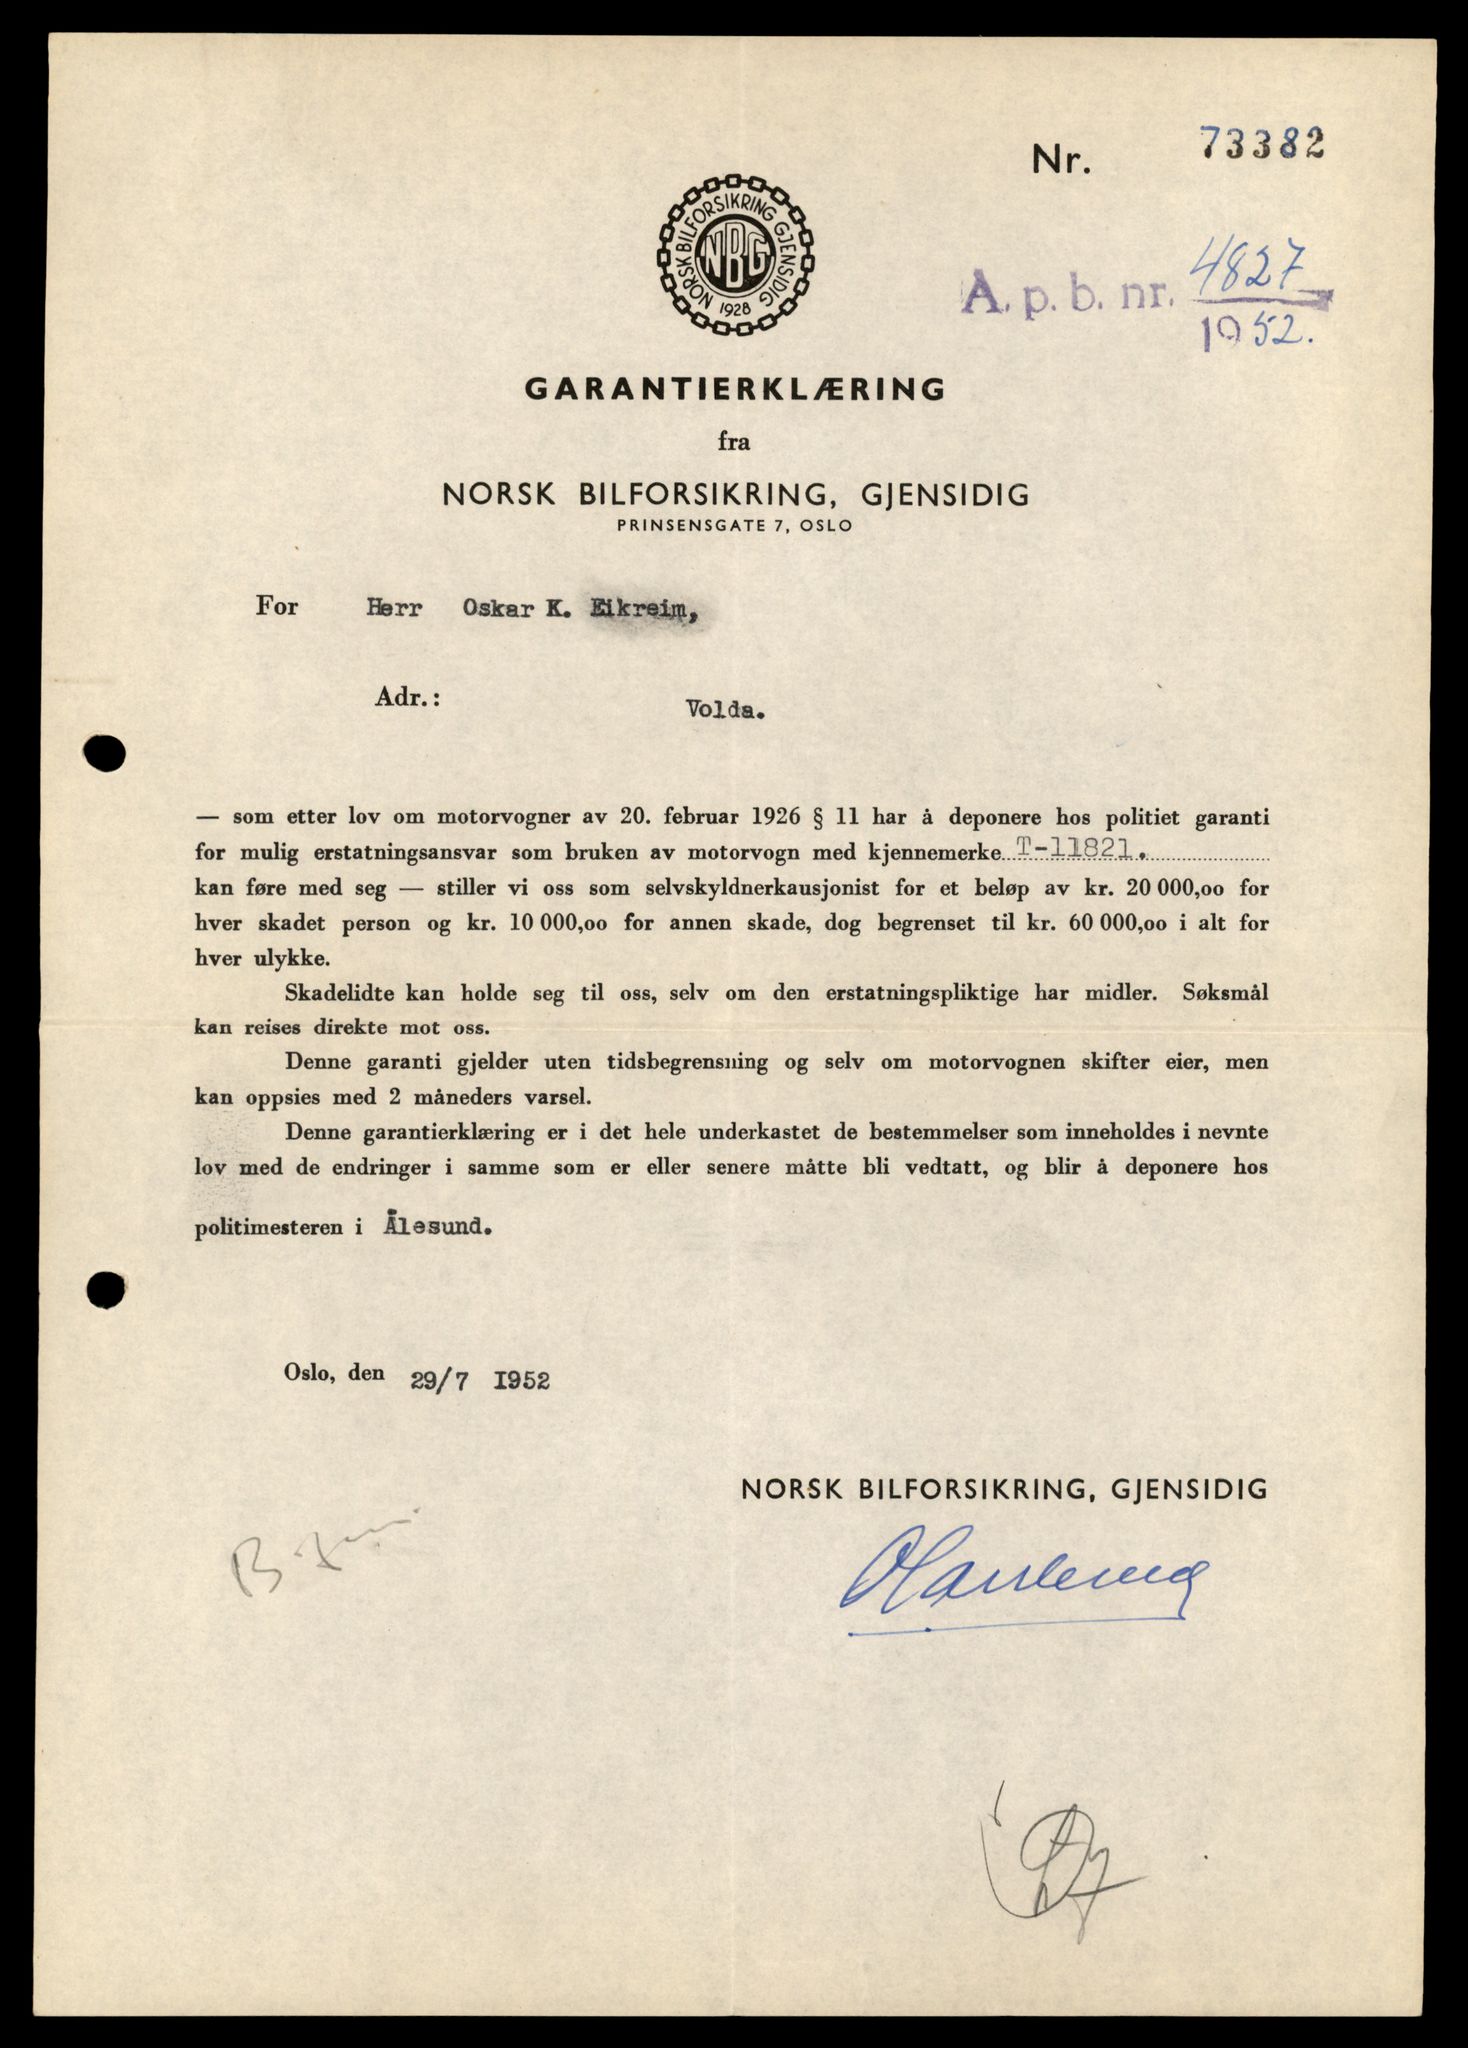 Nr. 73382
NORSK BILFORSIKRING GJENSIDIG
NBG
1928
A. p. b. nr. 4827
1952.
GARANTIERKLÆRING
fra
NORSK BILFORSIKRING, GJENSIDIG
PRINSENSGATE 7, OSLO
For Herr Oskar K. Eikreim,
Adr.: Volda.
— som etter lov om motorvogner av 20. februar 1926 § 11 har å deponere hos politiet garanti
for mulig erstatningsansvar som bruken av motorvogn med kjennemerke T-11821.
kan føre med seg — stiller vi oss som selvskyldnerkausjonist for et beløp av kr. 20 000,oo for
hver skadet person og kr. 10 000,oo for annen skade, dog begrenset til kr. 60 000,oo i alt for
hver ulykke.
Skadelidte kan holde seg til oss, selv om den erstatningspliktige har midler. Søksmål
kan reises direkte mot oss.
Denne garanti gjelder uten tidsbegrensning og selv om motorvognen skifter eier, men
kan oppsies med 2 måneders varsel.
Denne garantierklæring er i det hele underkastet de bestemmelser som inneholdes i nevnte
lov med de endringer i samme som er eller senere måtte bli vedtatt, og blir å deponere hos
politimesteren i Ålesund.
Oslo, den 29/7 1952
NORSK BILFORSIKRING, GJENSIDIG